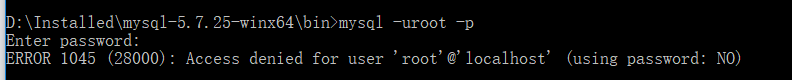 D:\Installed\mysql-5.7.25-winx64\bin>mysql -uroot -p
Enter password:
ERROR 1045 (28000): Access denied for user 'root'@'localhost' (using password: NO)